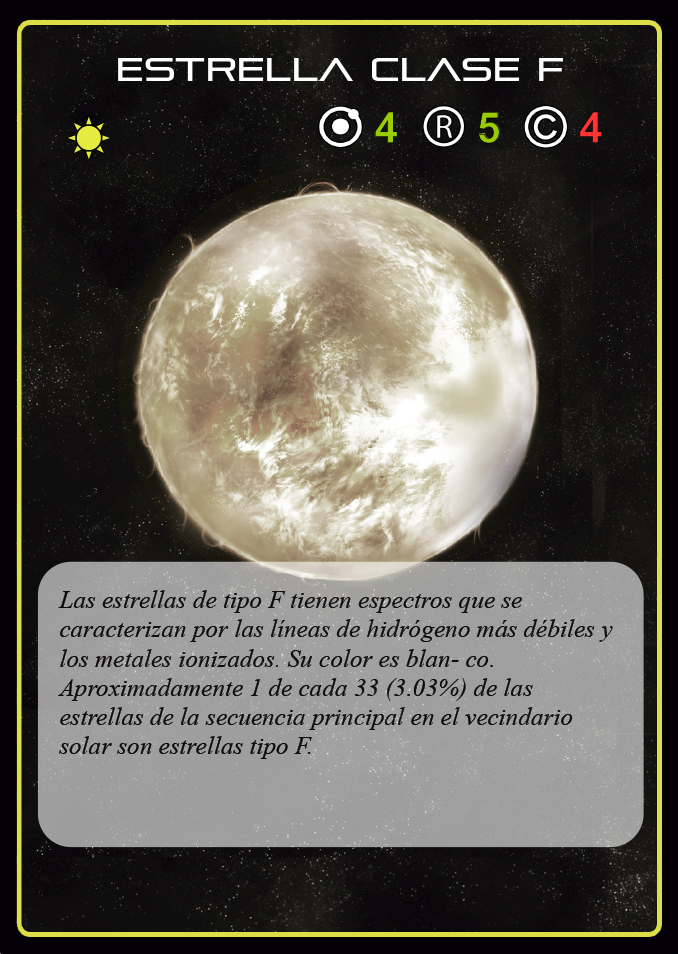 ESTRELLA CLASE F
4 R 5 C 4
Las estrellas de tipo F tienen espectros que se
caracterizan por las líneas de hidrógeno más débiles y
los metales ionizados. Su color es blan- co.
Aproximadamente 1 de cada 33 (3.03%) de las
estrellas de la secuencia principal en el vecindario
solar son estrellas tipo F.